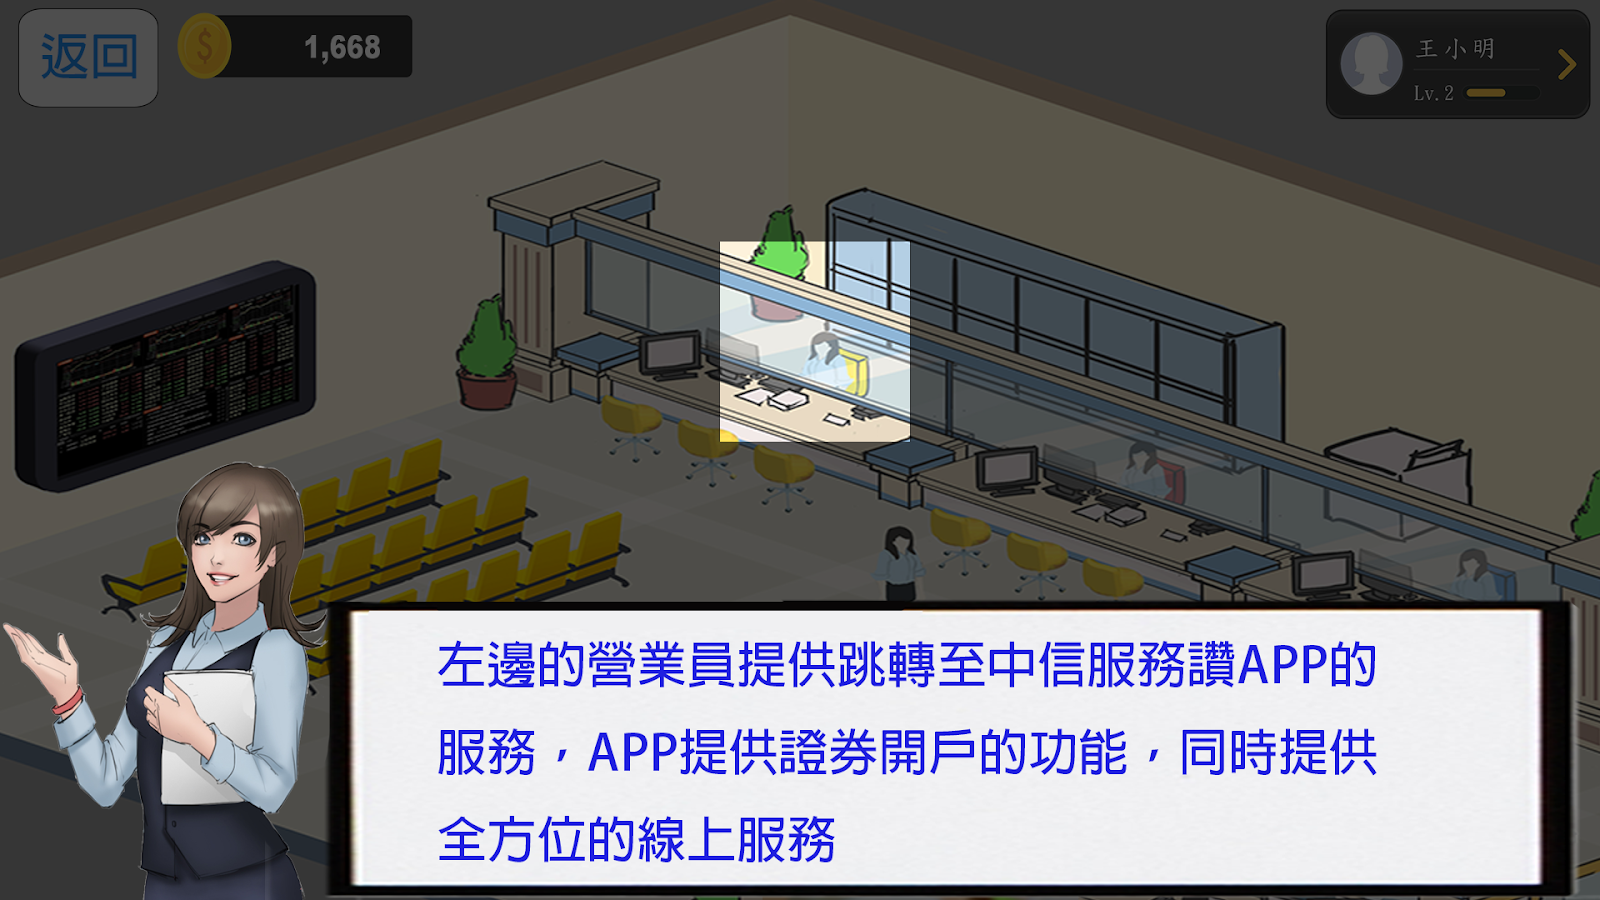 返回
1,668
王小明
Lv.2
左邊的營業員提供跳轉至中信服務讚APP的
服務，APP提供證券開戶的功能，同時提供
全方位的線上服務